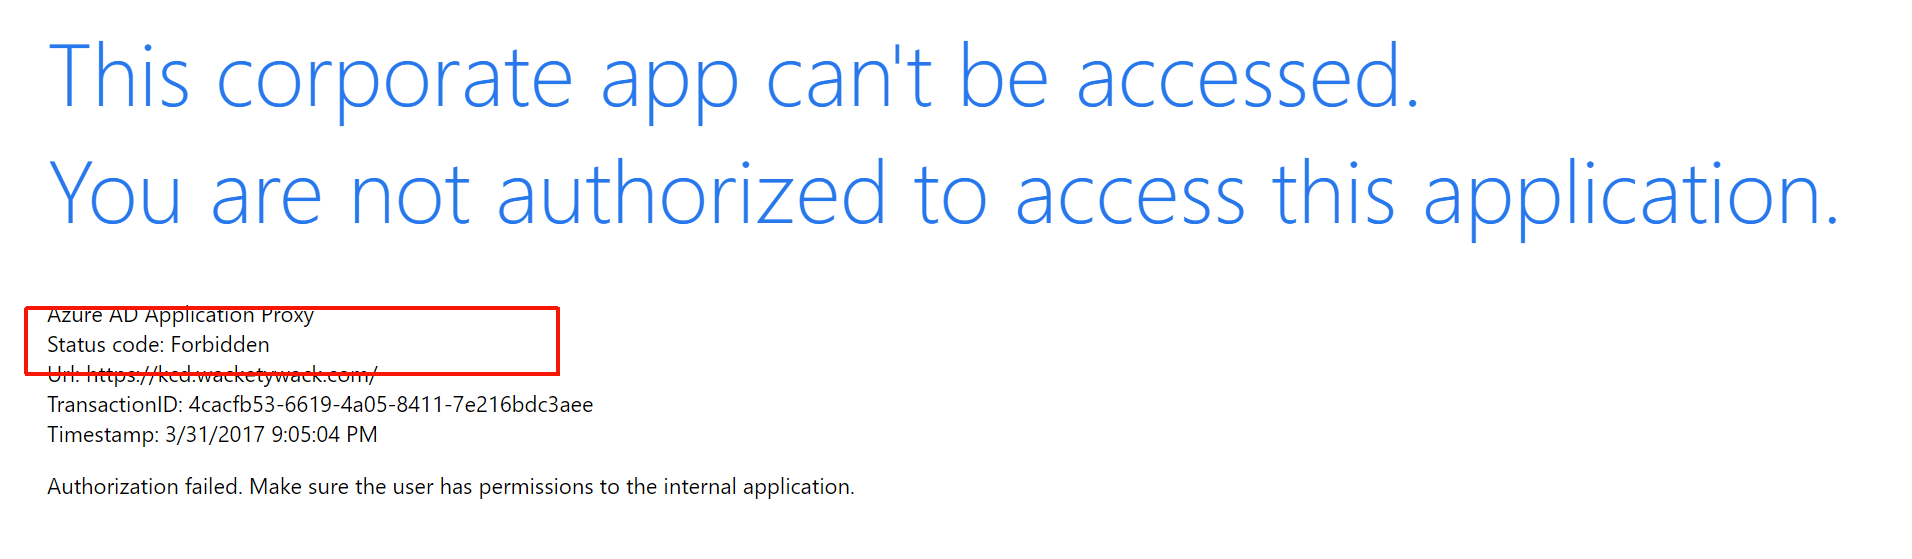 This corporate app can't be accessed.
You are not authorized to access this application.
Azure AD Application Proxy
Status code: Forbidden
Url: https://kcd.wacketywack.com/
TransactionID: 4cacfb53-6619-4a05-8411-7e216bdc3aee
Timestamp: 3/31/2017 9:05:04 PM
Authorization failed. Make sure the user has permissions to the internal application.